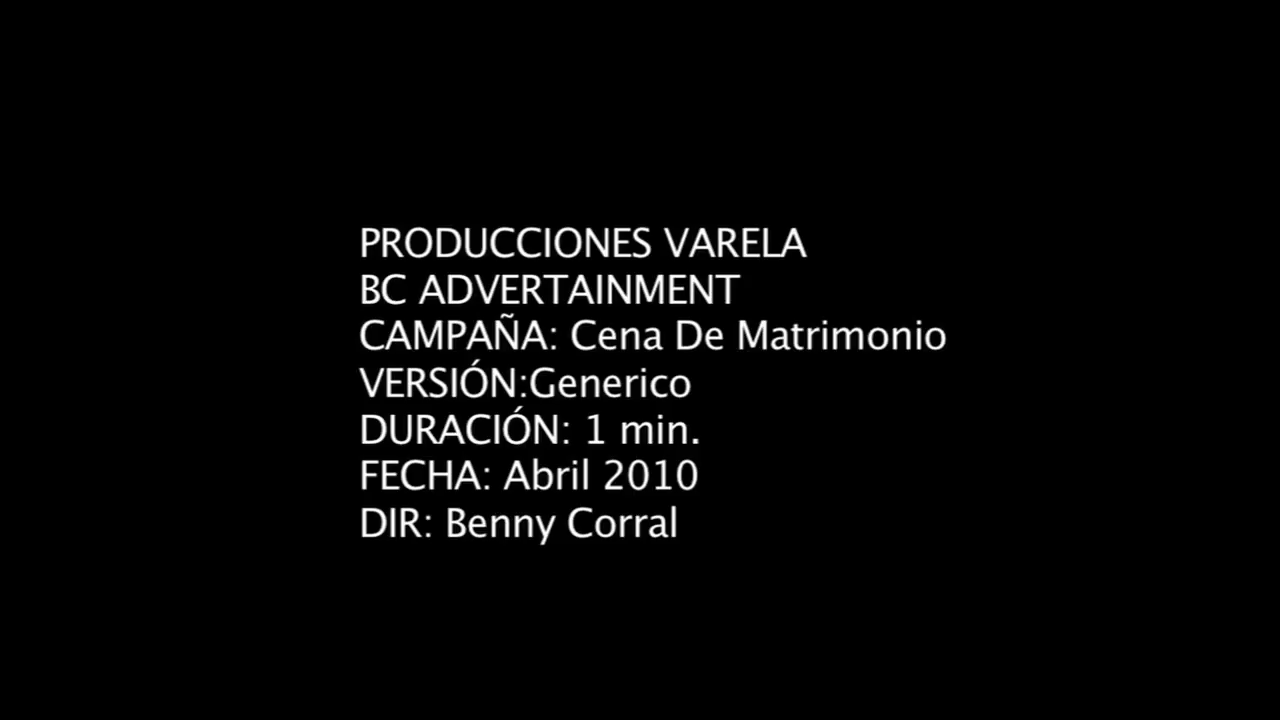 PRODUCCIONES VARELA
BC ADVERTAINMENT
CAMPAÑA: Cena De Matrimonio
VERSIÓN:Generico
DURACIÓN: 1 min.
FECHA: Abril 2010
DIR: Benny Corral